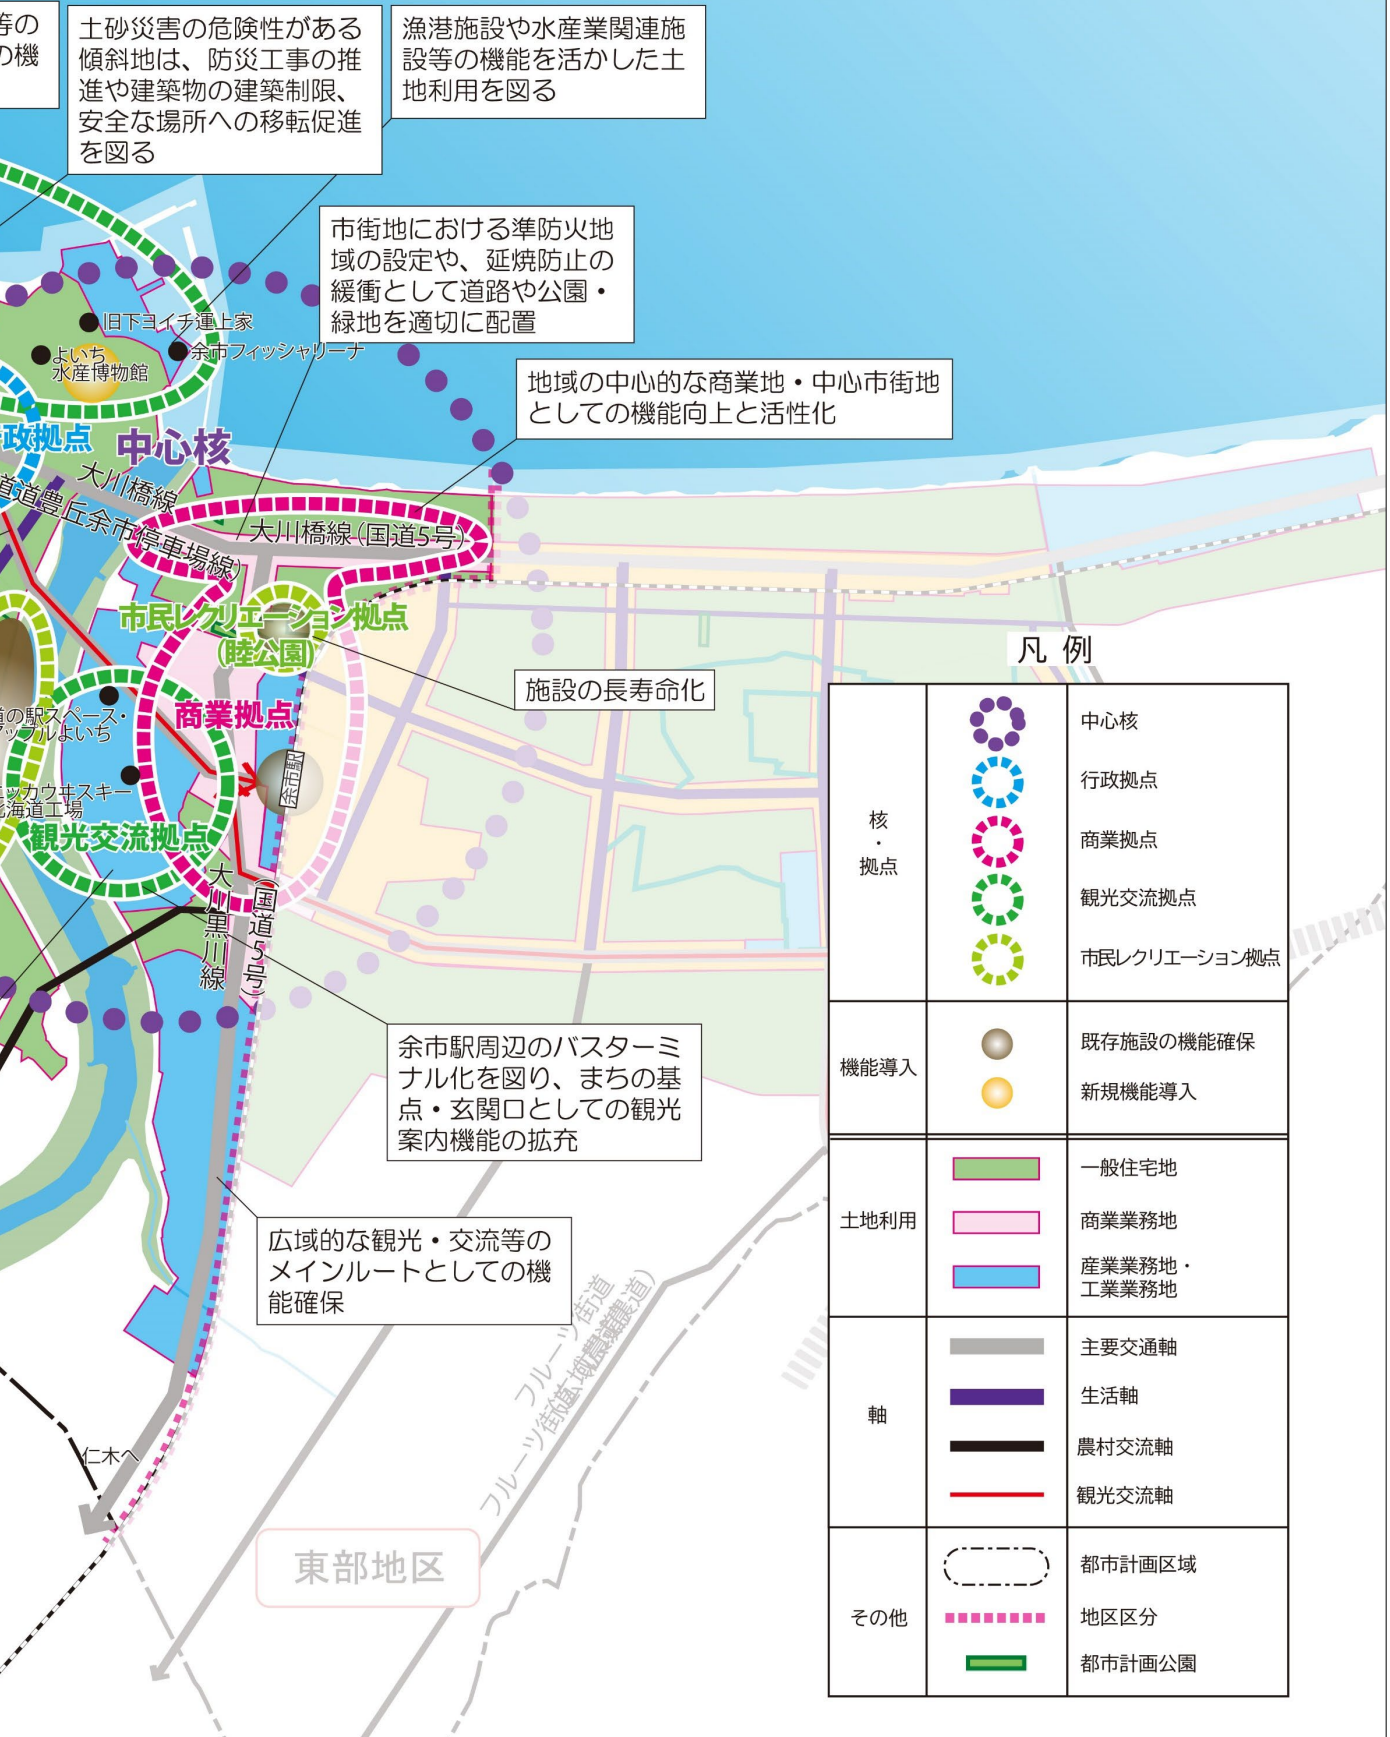 等の
の機
土砂災害の危険性がある
傾斜地は、防災工事の推
進や建築物の建築制限、
安全な場所への移転促進
を図る
漁港施設や水産業関連施
設等の機能を活かした土
地利用を図る
市街地における準防火地
域の設定や、延焼防止の
緩衝として道路や公園・
緑地を適切に配置
旧下ヨイチ運上家
余市フィッシャリーナ
よいち
水産博物館
地域の中心的な商業地・中心市街地
としての機能向上と活性化
政拠点
中心核
大川橋線
道道豊丘余市停車場線)
大川橋線(国道5号)
市民レクリエーション拠点
(睦公園)
施設の長寿命化
商業拠点
道の駅スペース・
アップルよいち
余市駅
ニッカウヰスキー
北海道工場
観光交流拠点
大川黒川線
(国道5号)
余市駅周辺のバスターミ
ナル化を図り、まちの基
点・玄関口としての観光
案内機能の拡充
広域的な観光・交流等の
メインルートとしての機
能確保
フルーツ街道
フルーツ街道
仁木へ
東部地区
凡 例
核・拠点
中心核
行政拠点
商業拠点
観光交流拠点
市民レクリエーション拠点
機能導入
既存施設の機能確保
新規機能導入
土地利用
一般住宅地
商業業務地
産業業務地・
工業業務地
軸
主要交通軸
生活軸
農村交流軸
観光交流軸
その他
都市計画区域
地区区分
都市計画公園